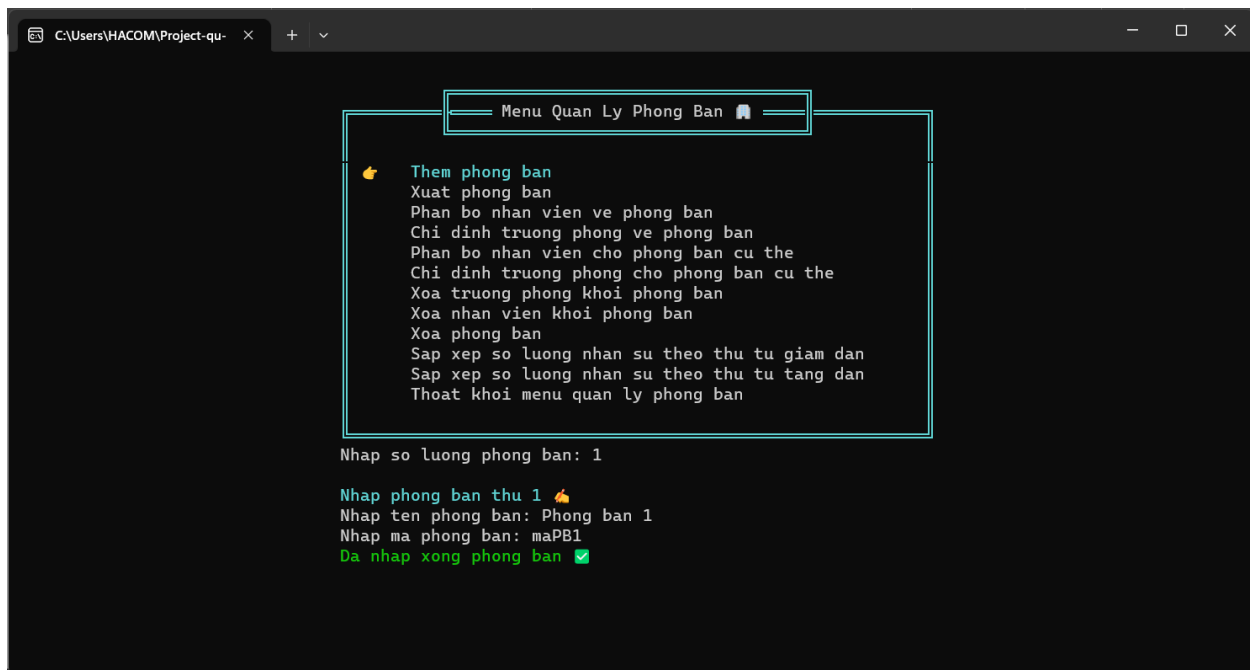 C:\Users\HACOM\Project-qu-
Menu Quan Ly Phong Ban 🏢
👉 Them phong ban
Xuat phong ban
Phan bo nhan vien ve phong ban
Chi dinh truong phong ve phong ban
Phan bo nhan vien cho phong ban cu the
Chi dinh truong phong cho phong ban cu the
Xoa truong phong khoi phong ban
Xoa nhan vien khoi phong ban
Xoa phong ban
Sap xep so luong nhan su theo thu tu giam dan
Sap xep so luong nhan su theo thu tu tang dan
Thoat khoi menu quan ly phong ban
Nhap so luong phong ban: 1
Nhap phong ban thu 1 ✍
Nhap ten phong ban: Phong ban 1
Nhap ma phong ban: maPB1
Da nhap xong phong ban ✅